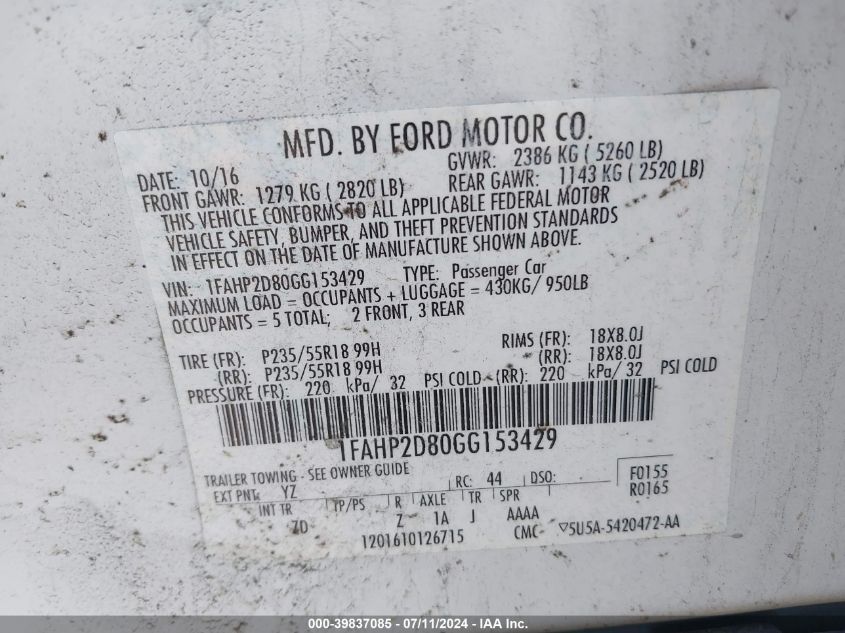 MFD. BY FORD MOTOR CO.
DATE: 10/16 GVWR: 2386 KG ( 5260 LB)
FRONT GAWR: 1279 KG ( 2820 LB) REAR GAWR: 1143 KG ( 2520 LB)
THIS VEHICLE CONFORMS TO ALL APPLICABLE FEDERAL MOTOR
VEHICLE SAFETY, BUMPER, AND THEFT PREVENTION STANDARDS
IN EFFECT ON THE DATE OF MANUFACTURE SHOWN ABOVE.
VIN: 1FAHP2D80GG153429 TYPE: Passenger Car
MAXIMUM LOAD = OCCUPANTS + LUGGAGE = 430KG/ 950LB
OCCUPANTS = 5 TOTAL; 2 FRONT, 3 REAR
TIRE (FR): P235/55R18 99H RIMS (FR): 18X8.0J
(RR): P235/55R18 99H (RR): 18X8.0J
PRESSURE (FR): 220 kPa/ 32 PSI COLD (RR): 220 kPa/ 32 PSI COLD
1FAHP2D80GG153429
TRAILER TOWING - SEE OWNER GUIDE
EXT PNT: YZ RC: 44 DSO: F0155
R0165
INT TR TP/PS R AXLE TR SPR
ZD Z 1A J AAAA
1201610126715 CMC ▽5U5A-5420472-AA
000-39837085 - 07/11/2024 - IAA Inc.